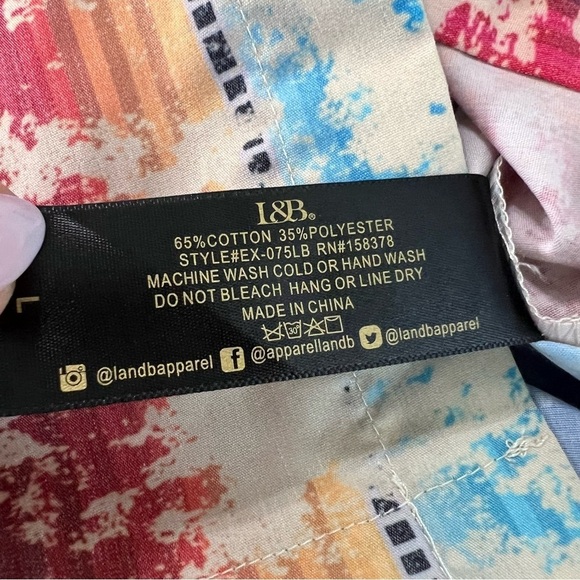 I&B®
65%COTTON 35%POLYESTER
STYLE#EX-075LB RN#158378
MACHINE WASH COLD OR HAND WASH
DO NOT BLEACH HANG OR LINE DRY
MADE IN CHINA
30°
@landbapparel @apparellandb @landbapparel
L